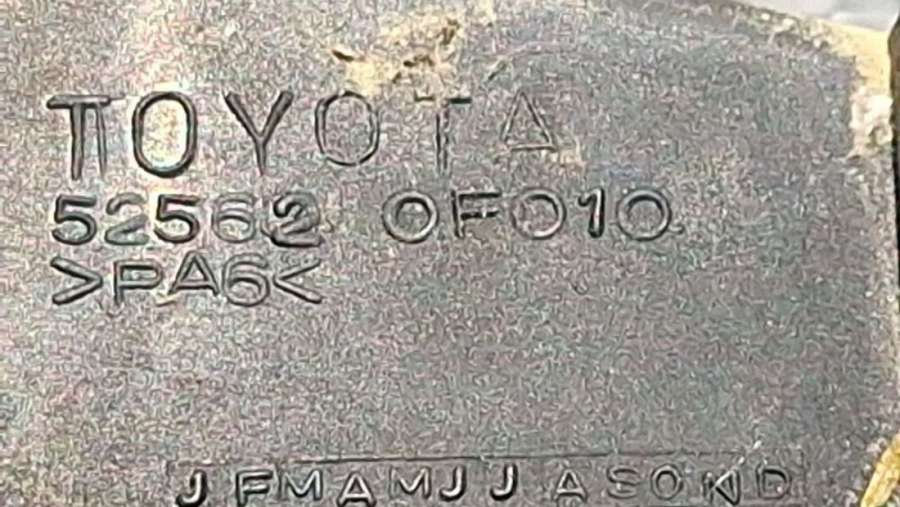 TOYOTA
52562 0F010
>PA6<
J F M A M J J A S O N D